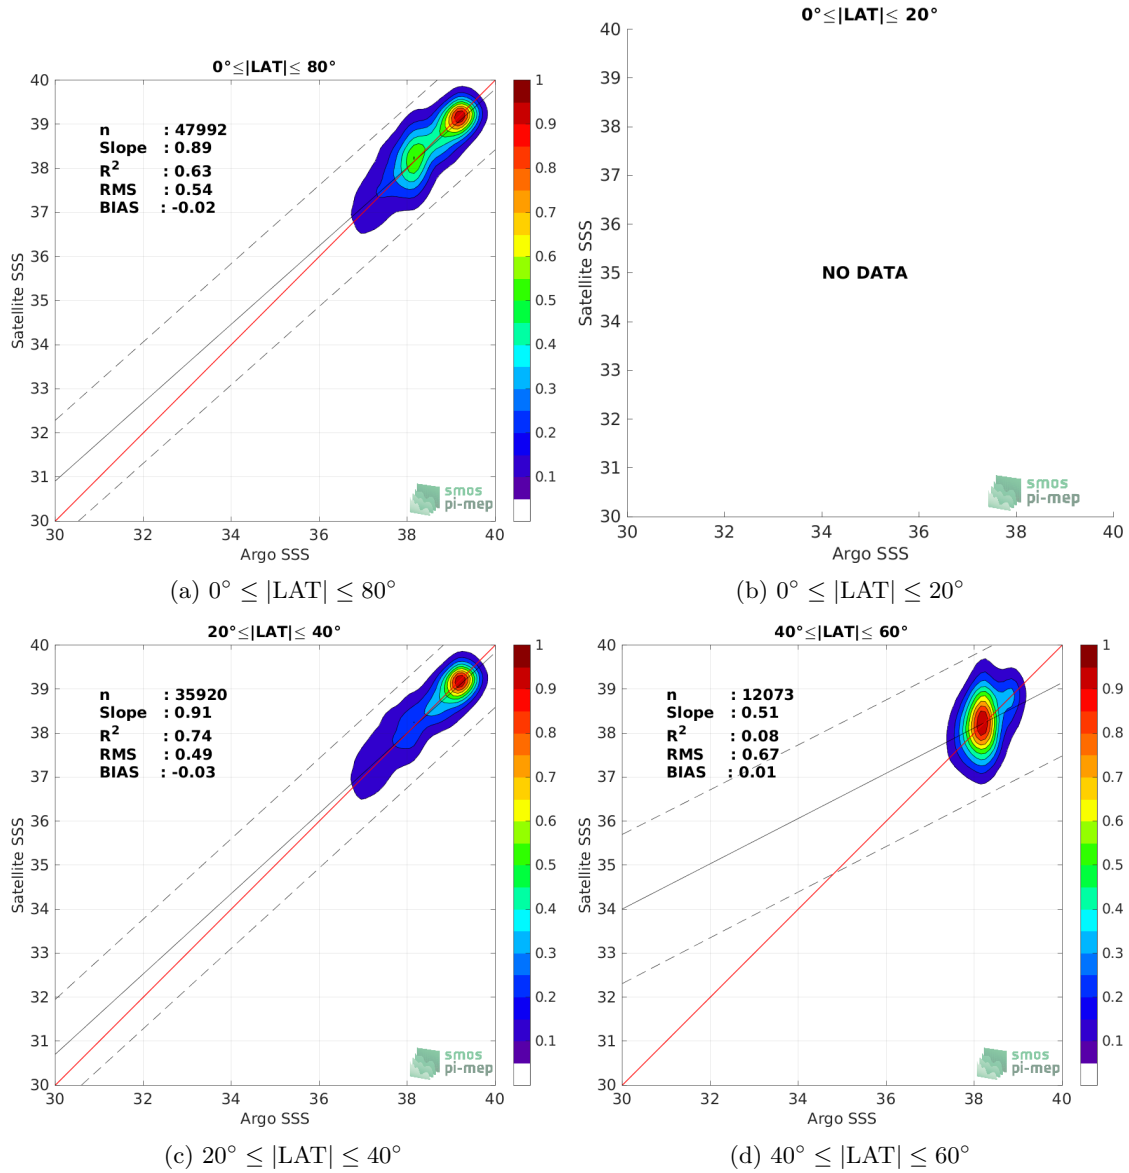 0°≤|LAT|≤ 80°
40
39
38
37
36
35
34
33
32
31
30
Satellite SSS
n : 47992
Slope : 0.89
R2 : 0.63
RMS : 0.54
BIAS : -0.02
smos
pi-mep
30 32 34 36 38 40
Argo SSS
1
0.9
0.8
0.7
0.6
0.5
0.4
0.3
0.2
0.1
(a) 0° ≤ |LAT| ≤ 80°
0°≤|LAT|≤ 20°
40
39
38
37
36
35
34
33
32
31
30
Satellite SSS
NO DATA
smos
pi-mep
30 32 34 36 38 40
Argo SSS
(b) 0° ≤ |LAT| ≤ 20°
20°≤|LAT|≤ 40°
40
39
38
37
36
35
34
33
32
31
30
Satellite SSS
n : 35920
Slope : 0.91
R2 : 0.74
RMS : 0.49
BIAS : -0.03
smos
pi-mep
30 32 34 36 38 40
Argo SSS
1
0.9
0.8
0.7
0.6
0.5
0.4
0.3
0.2
0.1
(c) 20° ≤ |LAT| ≤ 40°
40°≤|LAT|≤ 60°
40
39
38
37
36
35
34
33
32
31
30
Satellite SSS
n : 12073
Slope : 0.51
R2 : 0.08
RMS : 0.67
BIAS : 0.01
smos
pi-mep
30 32 34 36 38 40
Argo SSS
1
0.9
0.8
0.7
0.6
0.5
0.4
0.3
0.2
0.1
(d) 40° ≤ |LAT| ≤ 60°